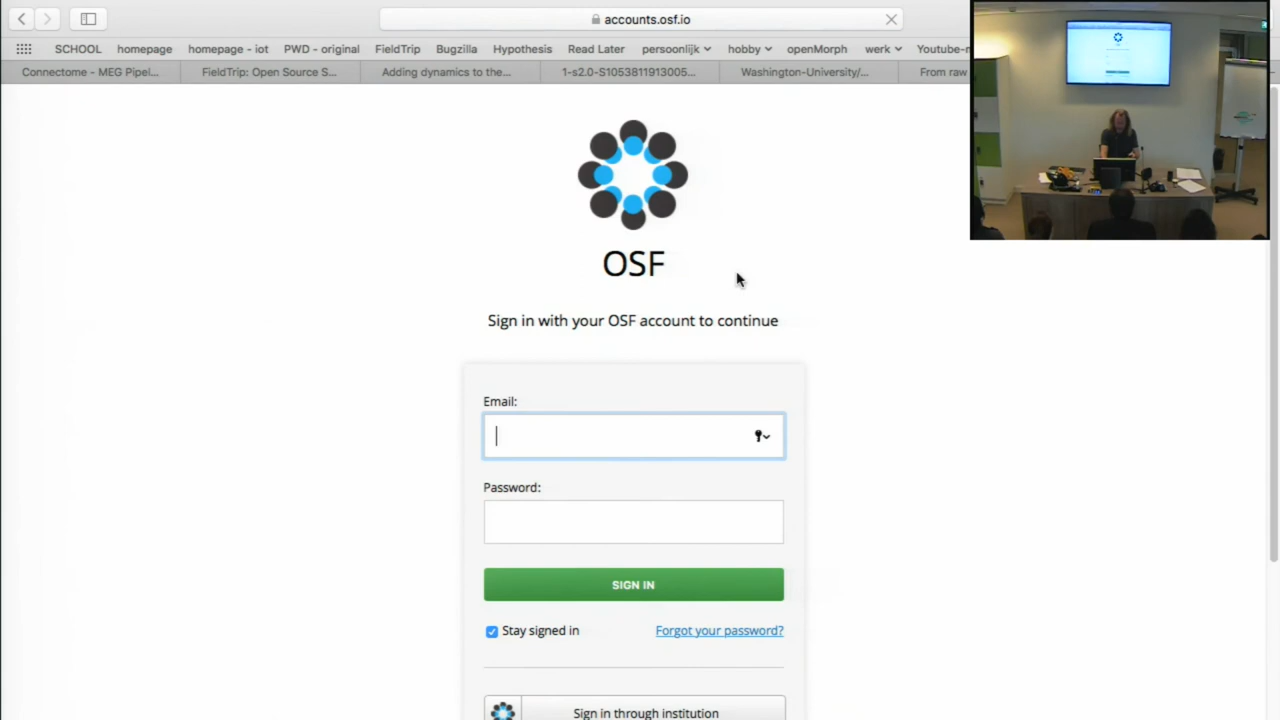 accounts.osf.io
SCHOOL homepage homepage - iot PWD - original FieldTrip Bugzilla Hypothesis Read Later persoonlijk hobby openMorph werk Youtube-m
Connectome - MEG Pipel... FieldTrip: Open Source S... Adding dynamics to the... 1-s2.0-S1053811913005... Washington-University/... From raw
OSF
Sign in with your OSF account to continue
Email:
Password:
SIGN IN
Stay signed in Forgot your password?
Sign in through institution